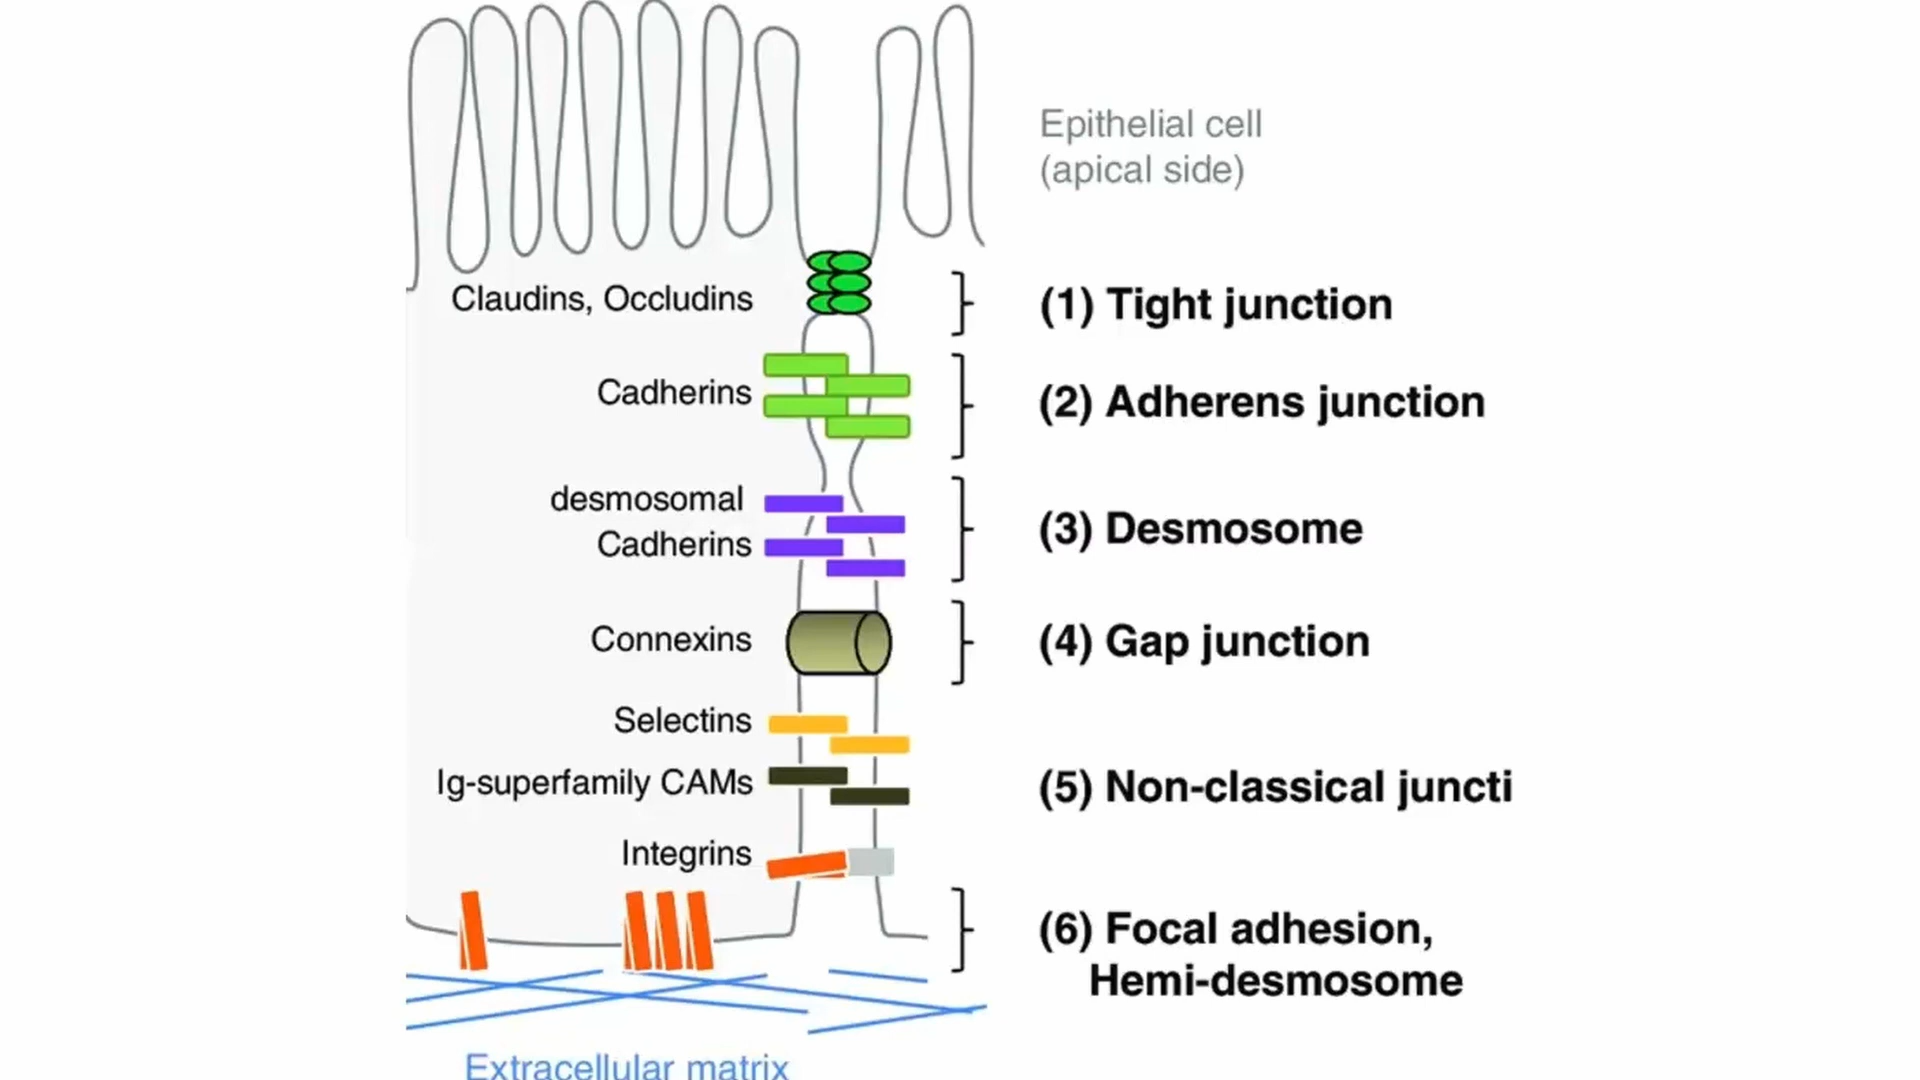 Epithelial cell
(apical side)
Claudins, Occludins
(1) Tight junction
Cadherins
(2) Adherens junction
desmosomal
Cadherins
(3) Desmosome
Connexins
(4) Gap junction
Selectins
Ig-superfamily CAMs
(5) Non-classical juncti
Integrins
(6) Focal adhesion,
Hemi-desmosome
Extracellular matrix